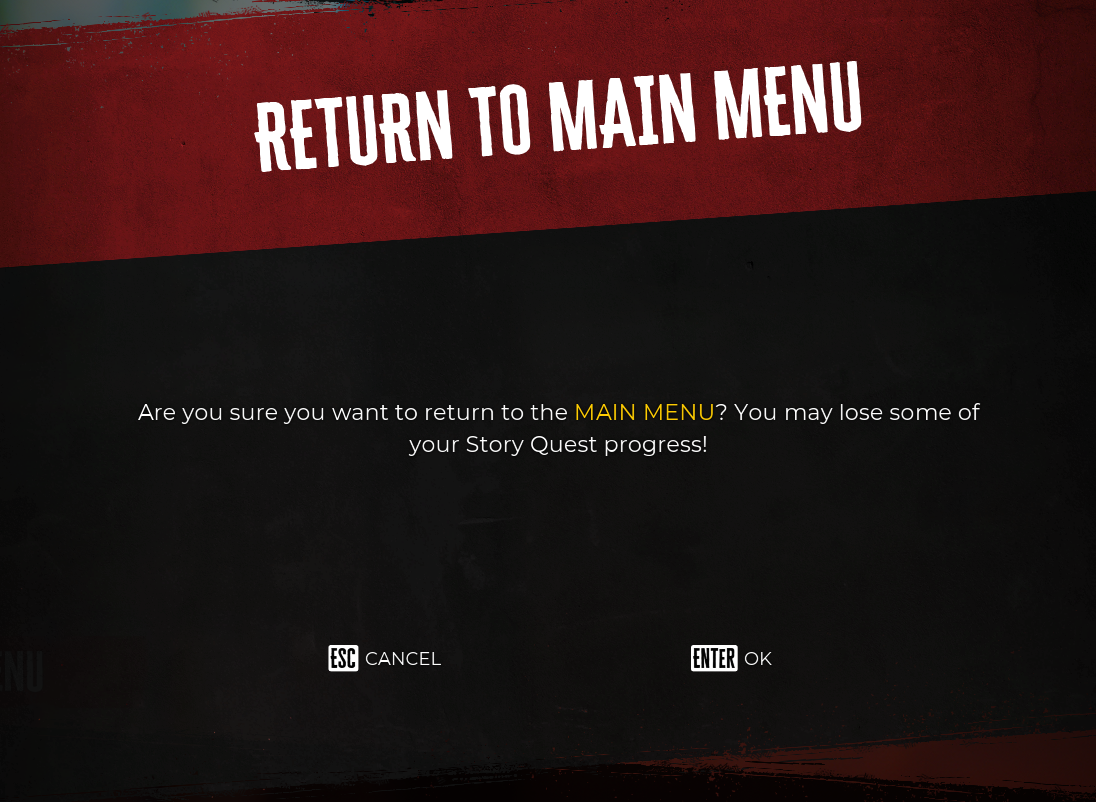 RETURN TO MAIN MENU
Are you sure you want to return to the MAIN MENU? You may lose some of
your Story Quest progress!
ENU
ESC CANCEL
ENTER OK